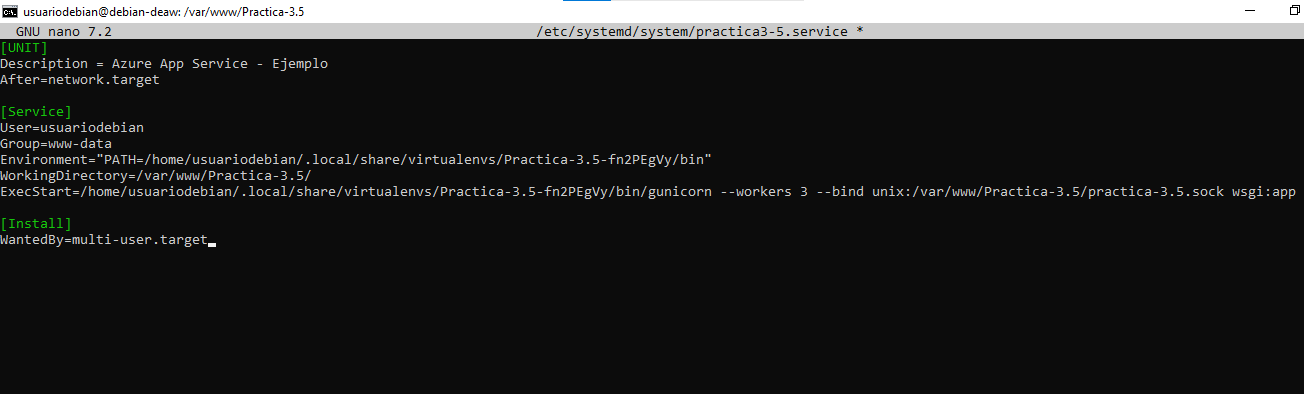 usuariodebian@debian-deaw: /var/www/Practica-3.5
GNU nano 7.2 /etc/systemd/system/practica3-5.service *
[UNIT]
Description = Azure App Service - Ejemplo
After=network.target
[Service]
User=usuariodebian
Group=www-data
Environment="PATH=/home/usuariodebian/.local/share/virtualenvs/Practica-3.5-fn2PEgVy/bin"
WorkingDirectory=/var/www/Practica-3.5/
ExecStart=/home/usuariodebian/.local/share/virtualenvs/Practica-3.5-fn2PEgVy/bin/gunicorn --workers 3 --bind unix:/var/www/Practica-3.5/practica-3.5.sock wsgi:app
[Install]
WantedBy=multi-user.target